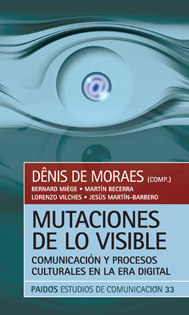 DÊNIS DE MORAES (COMP.)
BERNARD MIÈGE • MARTÍN BECERRA
LORENZO VILCHES • JESÚS MARTÍN-BARBERO
MUTACIONES
DE LO VISIBLE
COMUNICACIÓN Y PROCESOS
CULTURALES EN LA ERA DIGITAL
PAIDOS ESTUDIOS DE COMUNICACIÓN 33